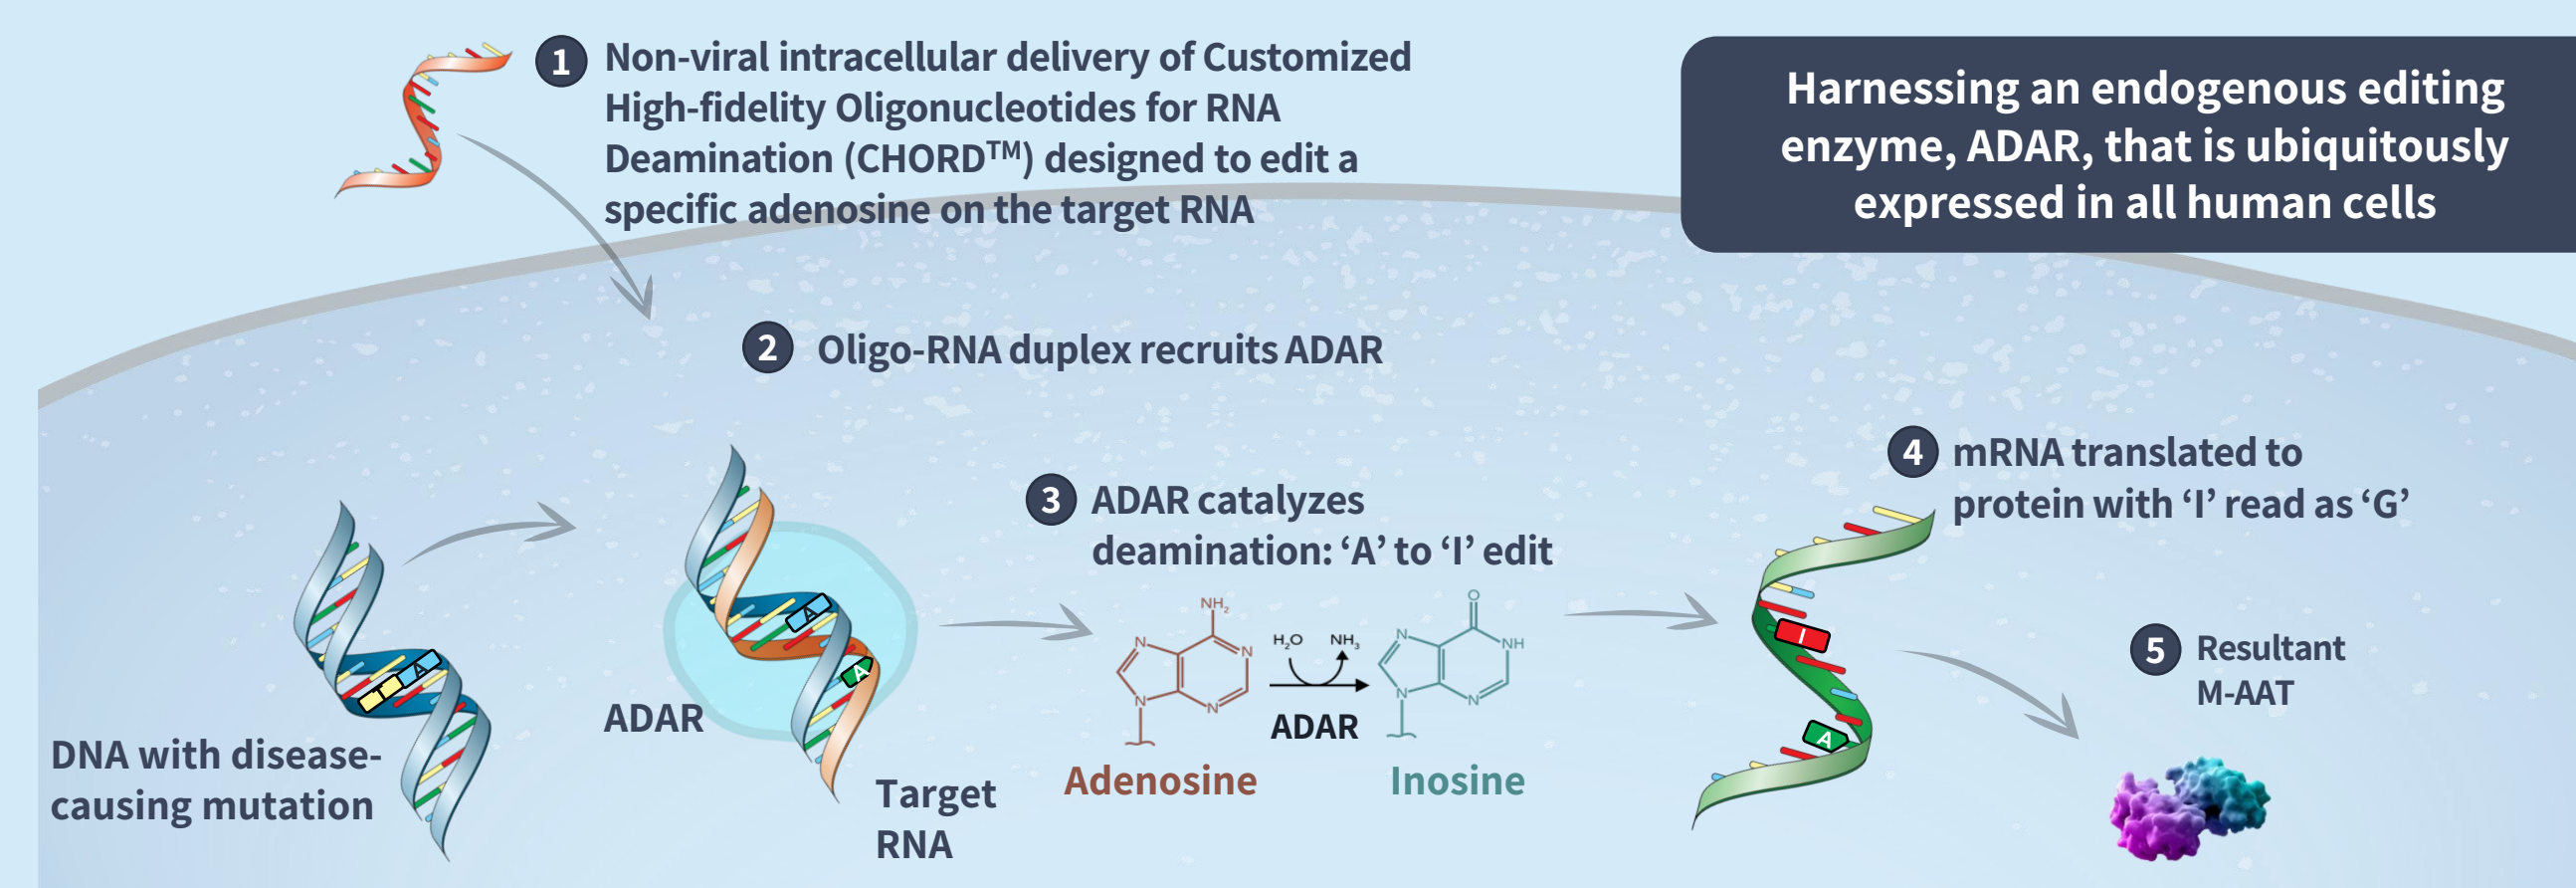 1 Non-viral intracellular delivery of Customized
High-fidelity Oligonucleotides for RNA
Deamination (CHORD™) designed to edit a
specific adenosine on the target RNA
Harnessing an endogenous editing
enzyme, ADAR, that is ubiquitously
expressed in all human cells
2 Oligo-RNA duplex recruits ADAR
DNA with disease-
causing mutation
A
A
A
ADAR
Target
RNA
3 ADAR catalyzes
deamination: ‘A’ to ‘I’ edit
NH₂
N
N
N
N
H₂O NH₃
ADAR
O
N
NH
N
N
Adenosine
Inosine
4 mRNA translated to
protein with ‘I’ read as ‘G’
I
A
5 Resultant
M-AAT